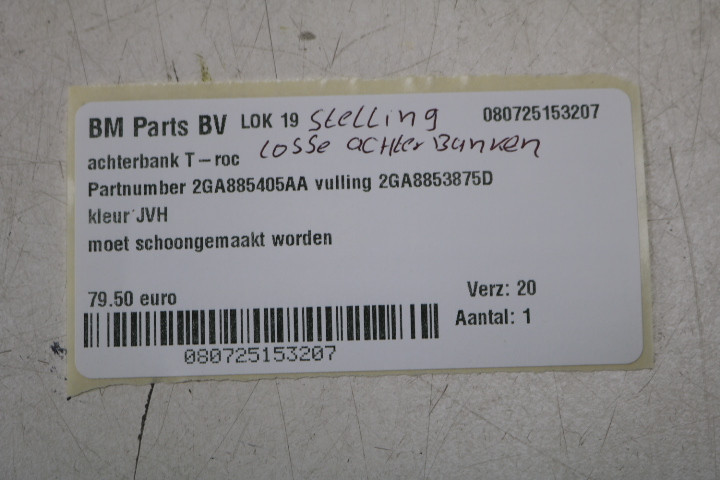 BM Parts BV LOK 19 Stelling 080725153207
achterbank T-roc losse achter Banken
Partnumber 2GA885405AA vulling 2GA8853875D
kleur JVH
moet schoongemaakt worden
79.50 euro Verz: 20
Aantal: 1
080725153207